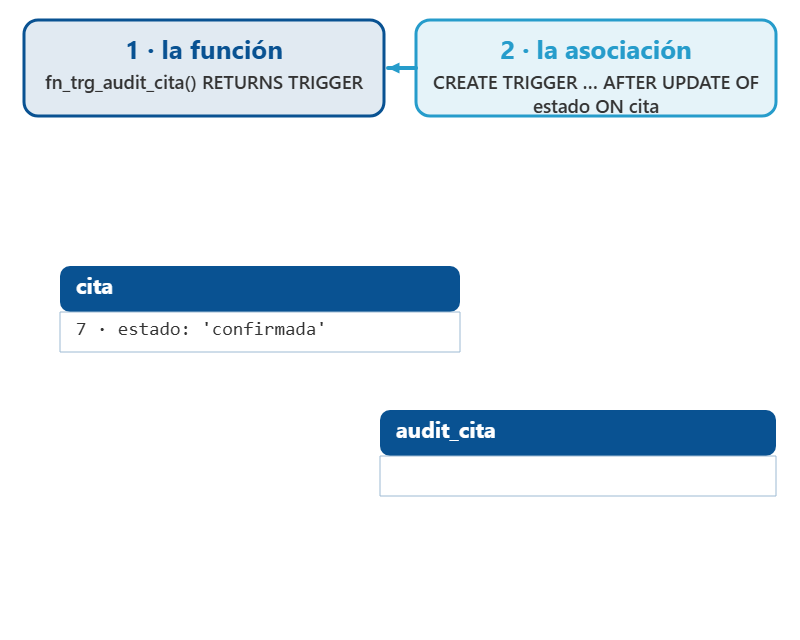 1 · la función
fn_trg_audit_cita() RETURNS TRIGGER
2 · la asociación
CREATE TRIGGER ... AFTER UPDATE OF
estado ON cita
cita
7 · estado: 'confirmada'
audit_cita